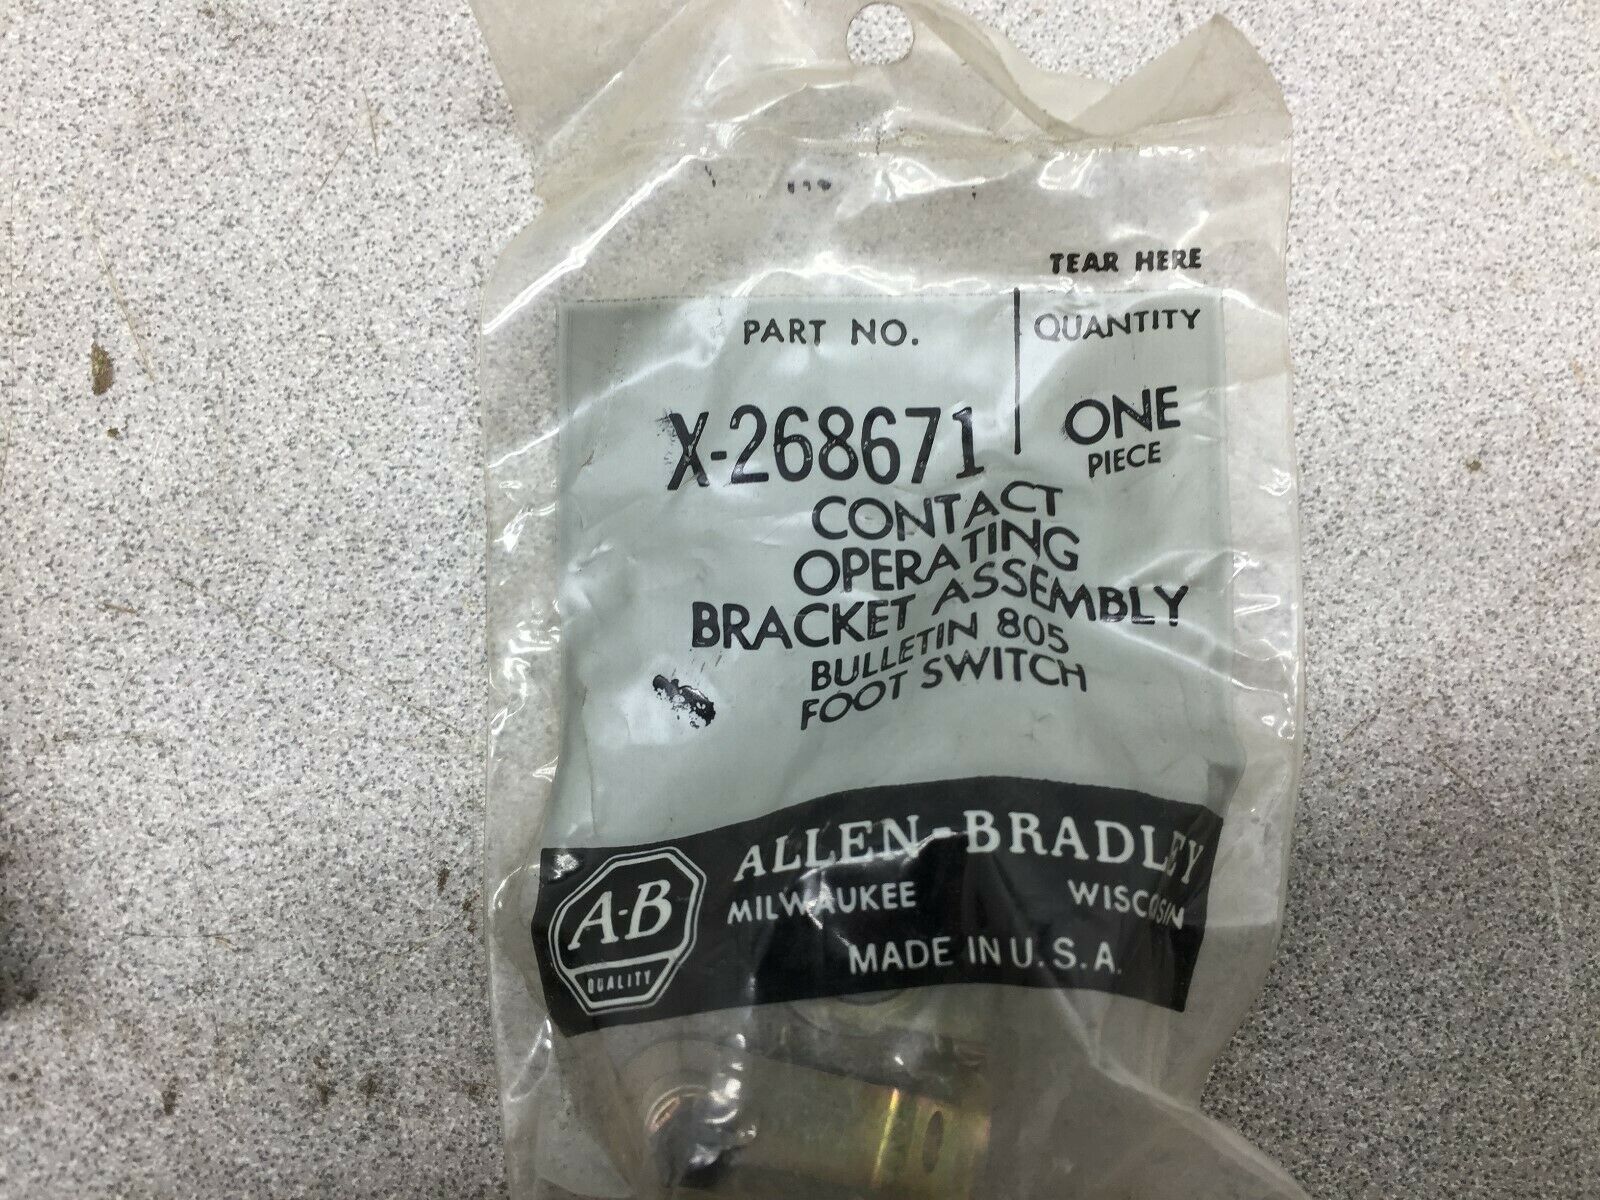 TEAR HERE
PART NO.
QUANTITY
X-268671
ONE
PIECE
CONTACT
OPERATING
BRACKET ASSEMBLY
BULLETIN 805
FOOT SWITCH
ALLEN-BRADLEY
MILWAUKEE WISCONSIN
MADE IN U.S.A.
A-B
QUALITY